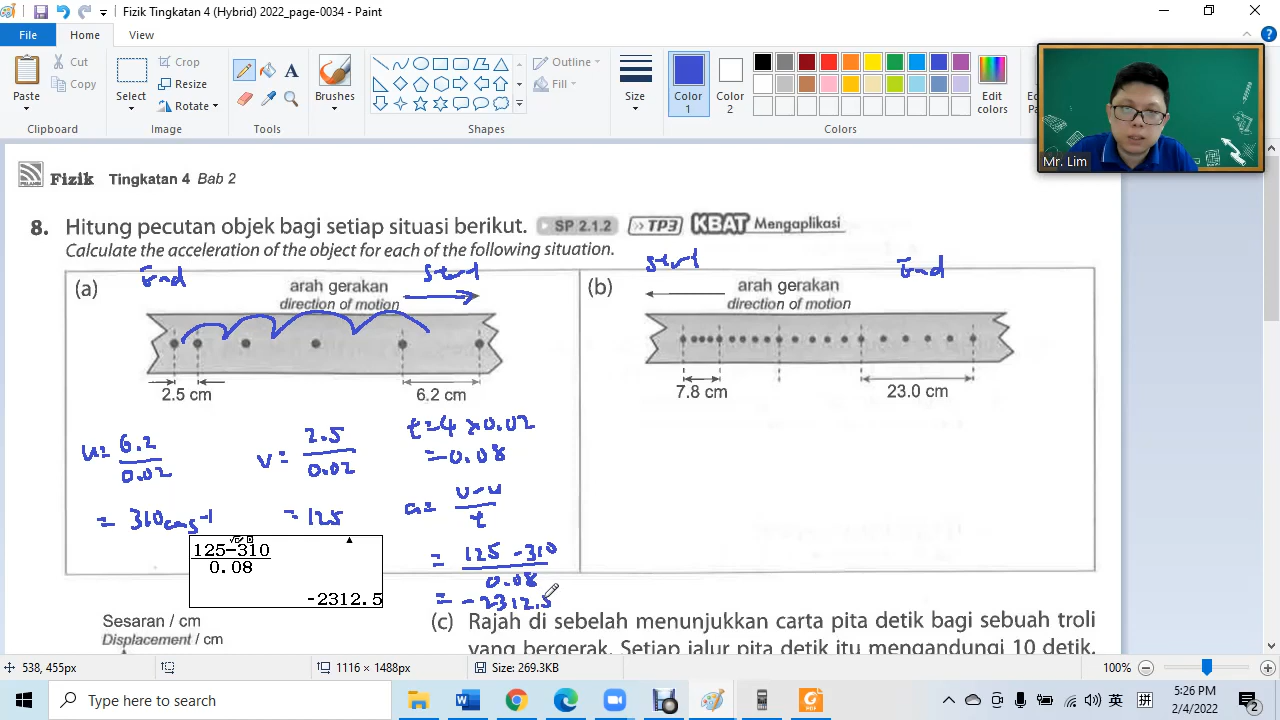 Fizik Tingkatan 4 (Hybrid) 2022_page-0034 - Paint
File Home View
Paste Cut Copy Clipboard
Select Crop Resize Rotate Image
Tools
Brushes
Outline Fill Shapes
Size
Color 1 Color 2 Edit colors Colors
Mr. Lim
Fizik Tingkatan 4 Bab 2
8. Hitung pecutan objek bagi setiap situasi berikut. SP 2.1.2 TP3 KBAT Mengaplikasi
Calculate the acceleration of the object for each of the following situation.
End Start
(a) arah gerakan
direction of motion
2.5 cm 6.2 cm
u = 6.2 / 0.02
= 310 cms-1
v = 2.5 / 0.02
= 125
t = 4 × 0.02
= 0.08
a = v-u / t
= 125 - 310 / 0.08
= -2312.5
125-310
0.08
-2312.5
Start End
(b) arah gerakan
direction of motion
7.8 cm 23.0 cm
Sesaran / cm
Displacement / cm
(c) Rajah di sebelah menunjukkan carta pita detik bagi sebuah troli
yang bergerak. Setiap jalur pita detik itu mengandungi 10 detik.
538, 455px 1116 × 1488px Size: 269.3KB 100%
Type here to search
英 拼 5:26 PM
2/4/2022 2